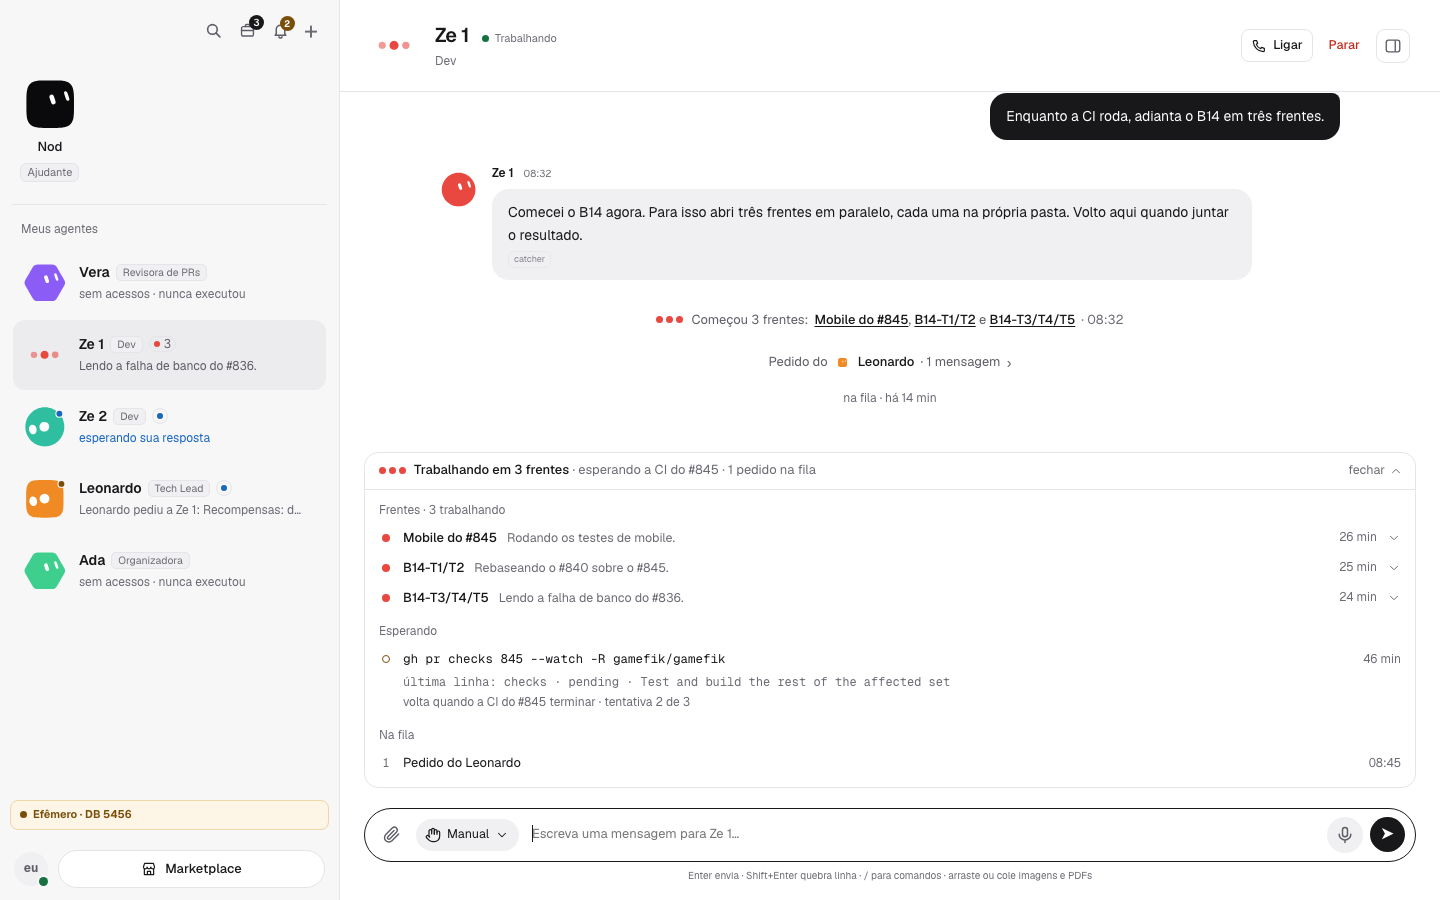 3
2
Nod
Ajudante
Meus agentes
Vera Revisora de PRs
sem acessos · nunca executou
Ze 1 Dev 3
Lendo a falha de banco do #836.
Ze 2 Dev
esperando sua resposta
Leonardo Tech Lead
Leonardo pediu a Ze 1: Recompensas: d...
Ada Organizadora
sem acessos · nunca executou
Efêmero · DB 5456
eu
Marketplace
Ze 1 Trabalhando
Dev
Ligar
Parar
Enquanto a CI roda, adianta o B14 em três frentes.
Ze 1 08:32
Comecei o B14 agora. Para isso abri três frentes em paralelo, cada uma na própria pasta. Volto aqui quando juntar
o resultado.
catcher
Começou 3 frentes: Mobile do #845, B14-T1/T2 e B14-T3/T4/T5 · 08:32
Pedido do Leonardo · 1 mensagem ›
na fila · há 14 min
Trabalhando em 3 frentes · esperando a CI do #845 · 1 pedido na fila fechar
Frentes · 3 trabalhando
Mobile do #845 Rodando os testes de mobile. 26 min
B14-T1/T2 Rebaseando o #840 sobre o #845. 25 min
B14-T3/T4/T5 Lendo a falha de banco do #836. 24 min
Esperando
gh pr checks 845 --watch -R gamefik/gamefik 46 min
última linha: checks · pending · Test and build the rest of the affected set
volta quando a CI do #845 terminar · tentativa 2 de 3
Na fila
1 Pedido do Leonardo 08:45
Manual
Escreva uma mensagem para Ze 1...
Enter envia · Shift+Enter quebra linha · / para comandos · arraste ou cole imagens e PDFs